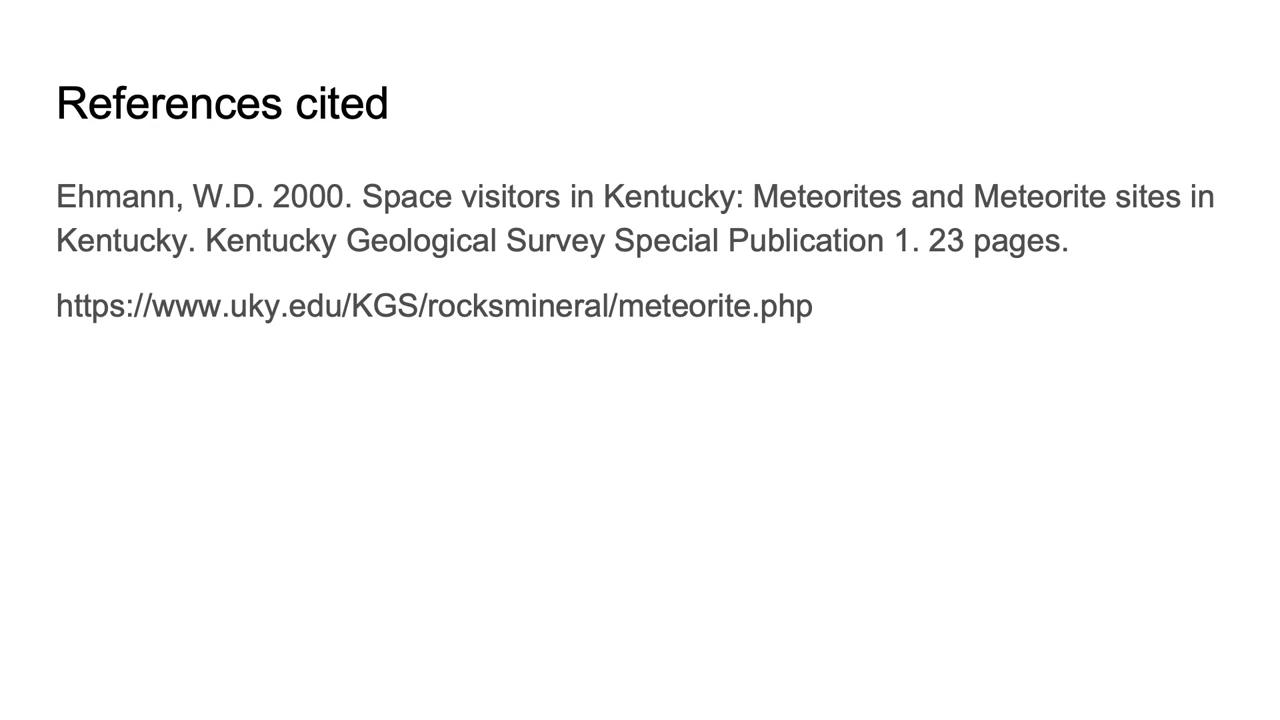 References cited
Ehmann, W.D. 2000. Space visitors in Kentucky: Meteorites and Meteorite sites in
Kentucky. Kentucky Geological Survey Special Publication 1. 23 pages.
https://www.uky.edu/KGS/rocksmineral/meteorite.php